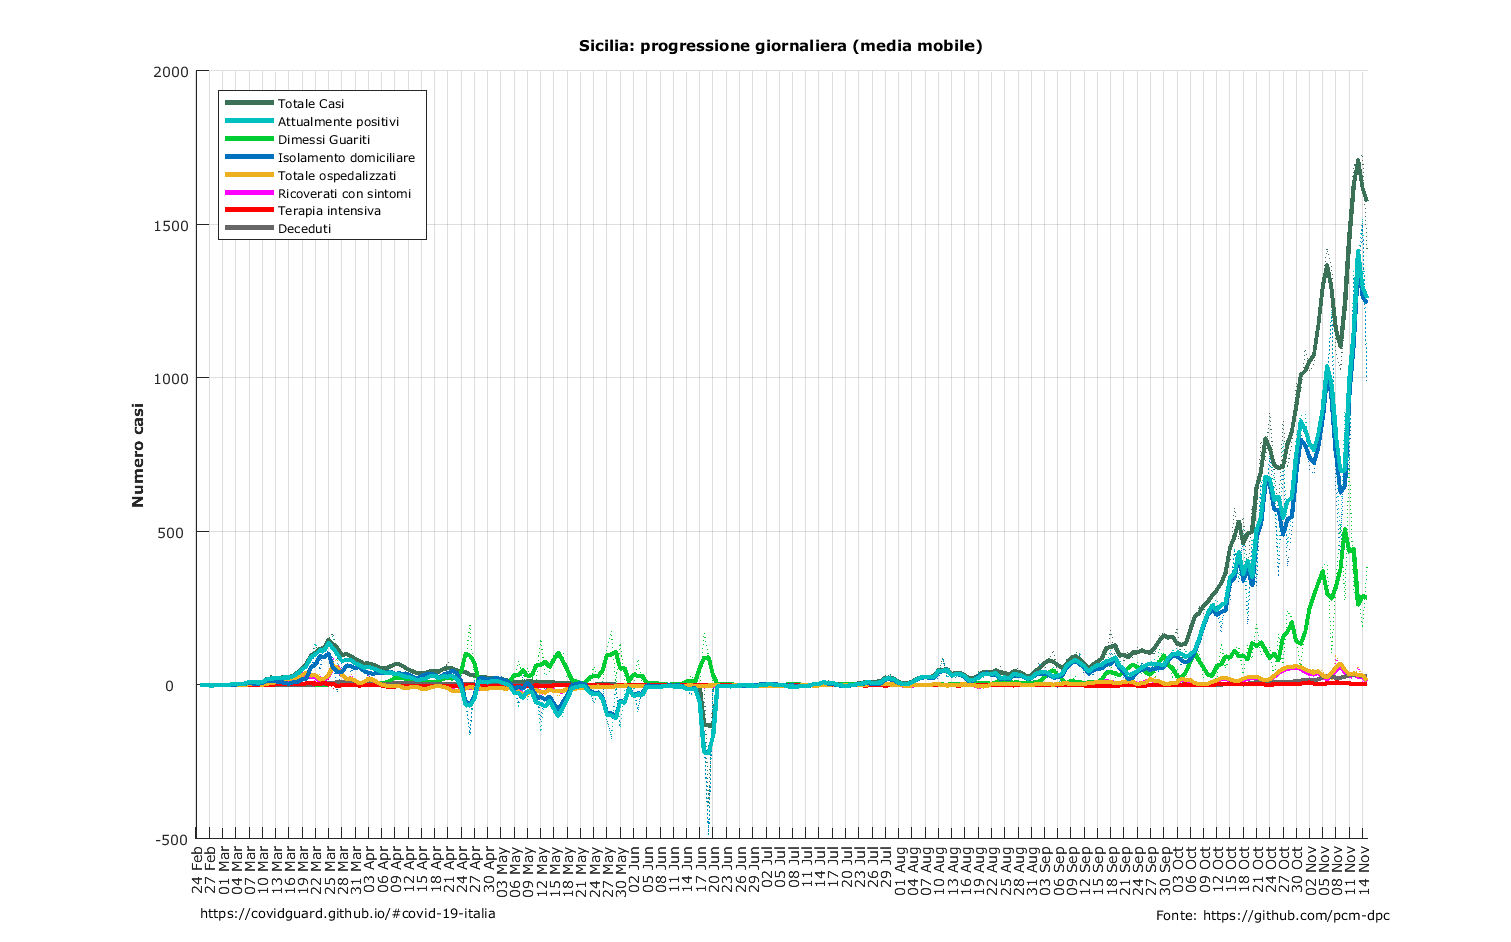 Sicilia: progressione giornaliera (media mobile)
2000
1500
1000
500
0
-500
Numero casi
Totale Casi
Attualmente positivi
Dimessi Guariti
Isolamento domiciliare
Totale ospedalizzati
Ricoverati con sintomi
Terapia intensiva
Deceduti
24 Feb
27 Feb
01 Mar
04 Mar
07 Mar
10 Mar
13 Mar
16 Mar
19 Mar
22 Mar
25 Mar
28 Mar
31 Mar
03 Apr
06 Apr
09 Apr
12 Apr
15 Apr
18 Apr
21 Apr
24 Apr
27 Apr
30 Apr
03 May
06 May
09 May
12 May
15 May
18 May
21 May
24 May
27 May
30 May
02 Jun
05 Jun
08 Jun
11 Jun
14 Jun
17 Jun
20 Jun
23 Jun
26 Jun
29 Jun
02 Jul
05 Jul
08 Jul
11 Jul
14 Jul
17 Jul
20 Jul
23 Jul
26 Jul
29 Jul
01 Aug
04 Aug
07 Aug
10 Aug
13 Aug
16 Aug
19 Aug
22 Aug
25 Aug
28 Aug
31 Aug
03 Sep
06 Sep
09 Sep
12 Sep
15 Sep
18 Sep
21 Sep
24 Sep
27 Sep
30 Sep
03 Oct
06 Oct
09 Oct
12 Oct
15 Oct
18 Oct
21 Oct
24 Oct
27 Oct
30 Oct
02 Nov
05 Nov
08 Nov
11 Nov
14 Nov
https://covidguard.github.io/#covid-19-italia
Fonte: https://github.com/pcm-dpc